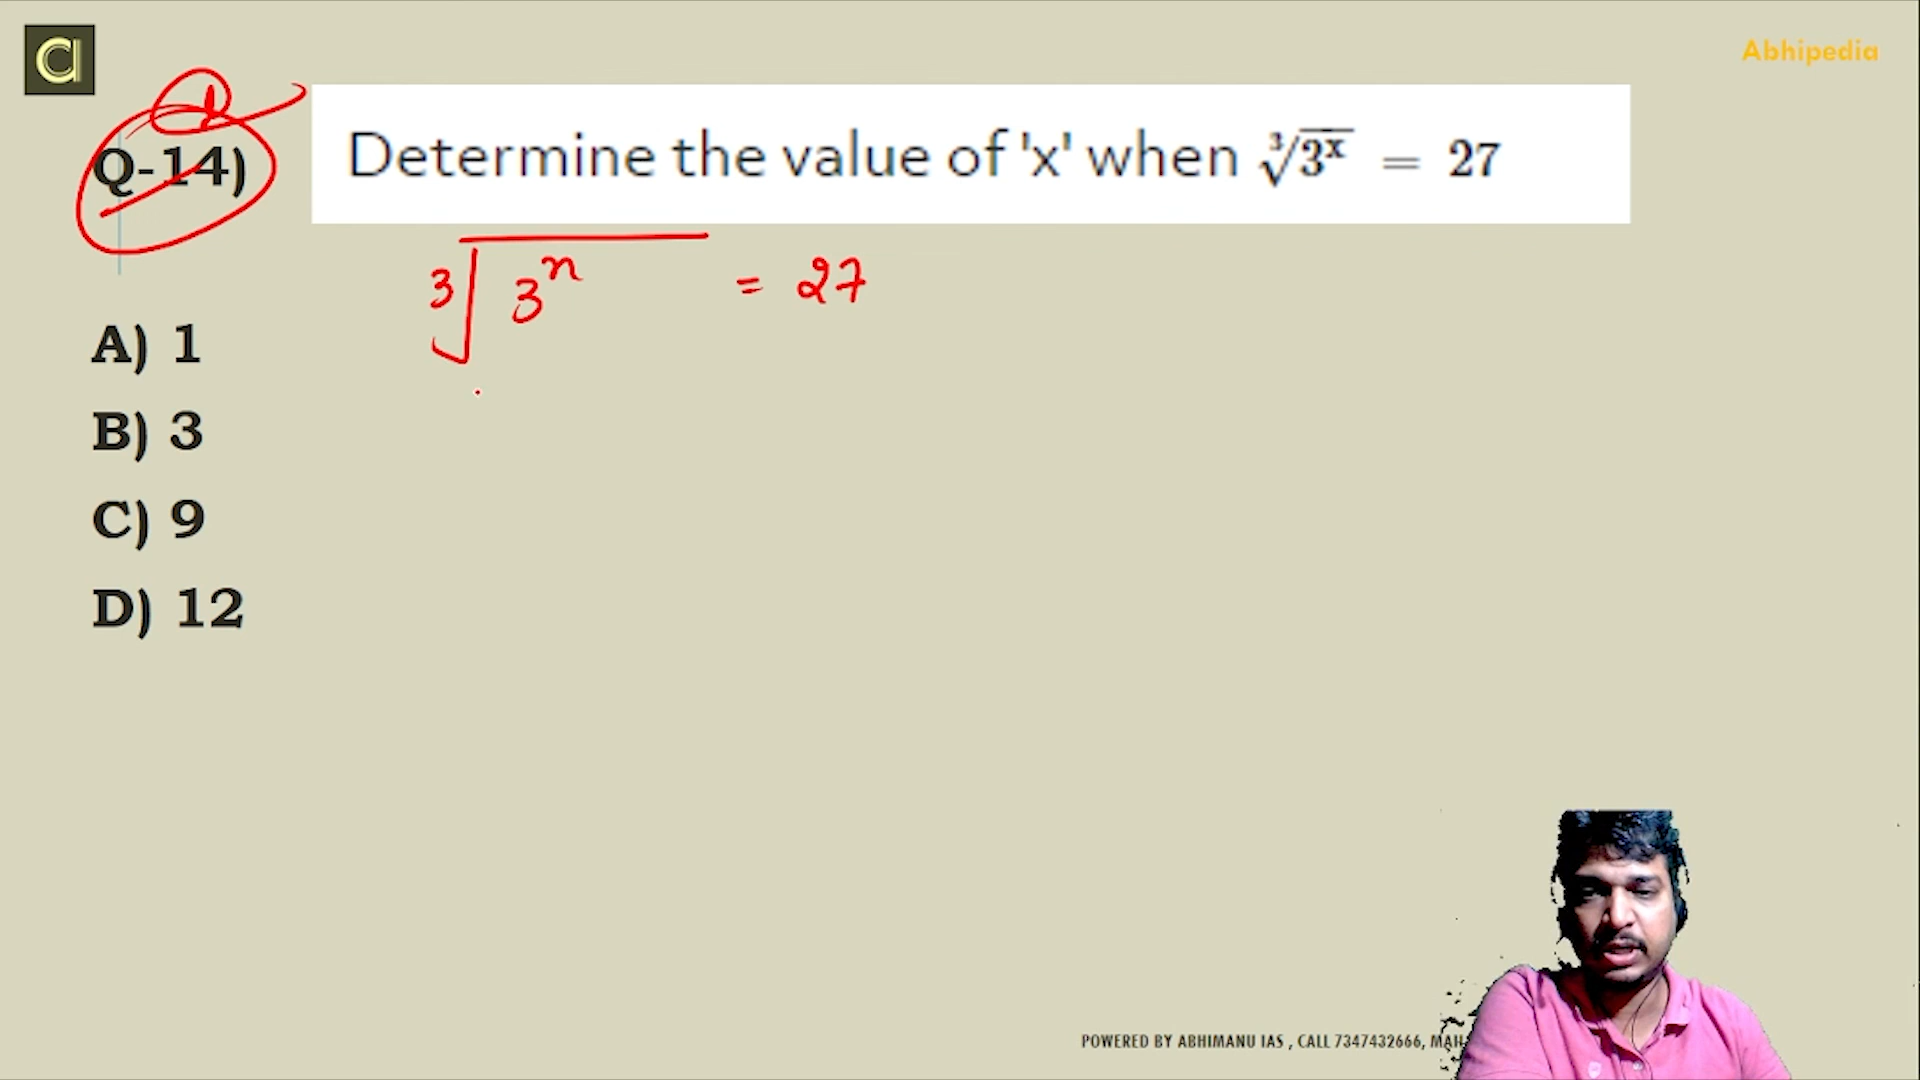 Abhipedia
Q-14) Determine the value of 'x' when ∛3ˣ = 27
∛3ˣ = 27
A) 1
B) 3
C) 9
D) 12
POWERED BY ABHIMANU IAS , CALL 7347432666,